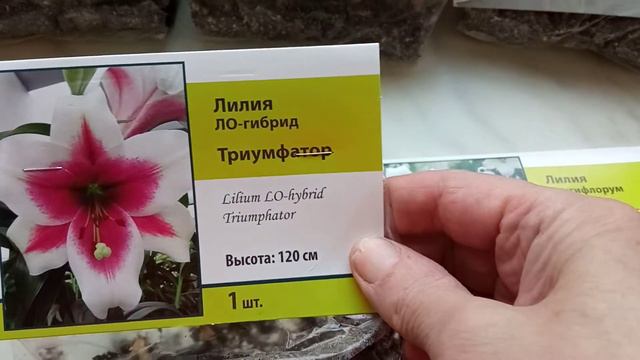 Лилия
ЛО-гибрид
Триумфатор
Lilium LO-hybrid
Triumphator
Высота: 120 см
1 шт.
Лилия